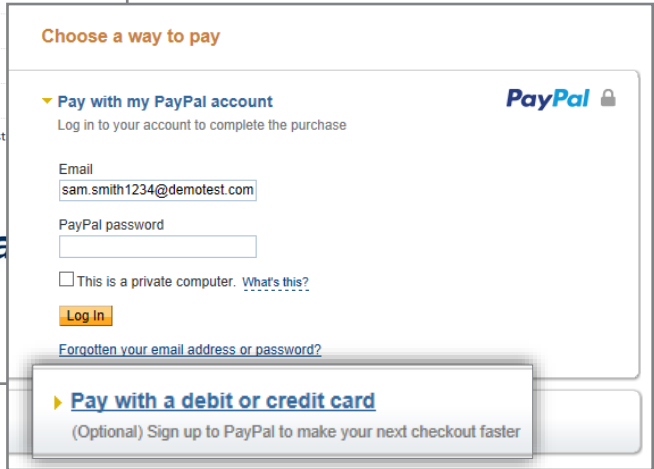 Choose a way to pay
Pay with my PayPal account
PayPal
Log in to your account to complete the purchase
Email
sam.smith1234@demotest.com
PayPal password
This is a private computer. What's this?
Log In
Forgotten your email address or password?
Pay with a debit or credit card
(Optional) Sign up to PayPal to make your next checkout faster